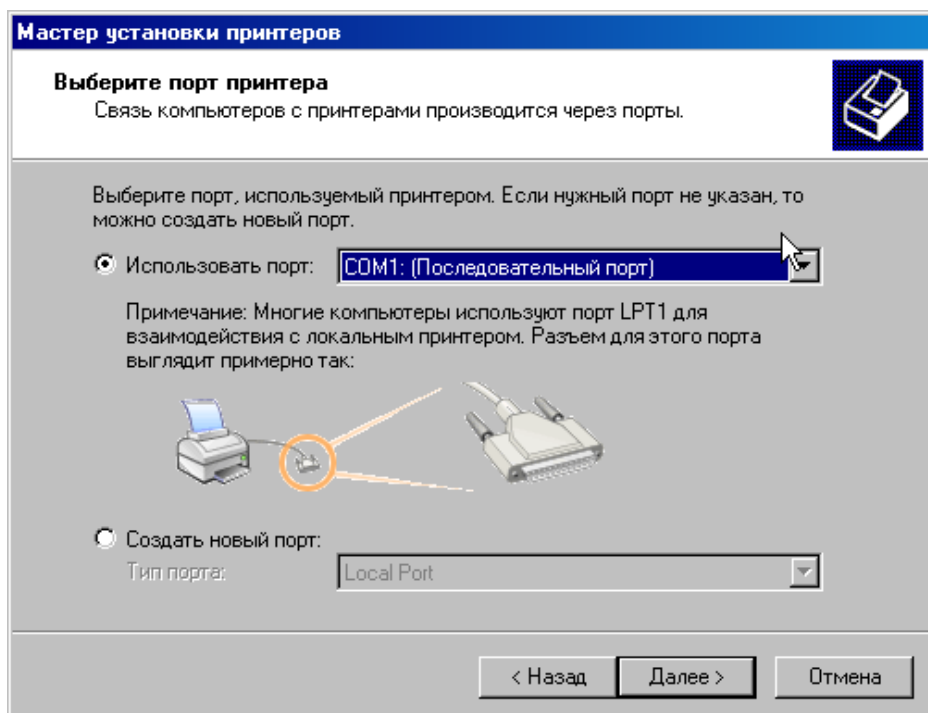 Мастер установки принтеров
Выберите порт принтера
Связь компьютеров с принтерами производится через порты.
Выберите порт, используемый принтером. Если нужный порт не указан, то
можно создать новый порт.
Использовать порт: COM1: (Последовательный порт)
Примечание: Многие компьютеры используют порт LPT1 для
взаимодействия с локальным принтером. Разъем для этого порта
выглядит примерно так:
Создать новый порт:
Тип порта: Local Port
< Назад Далее > Отмена